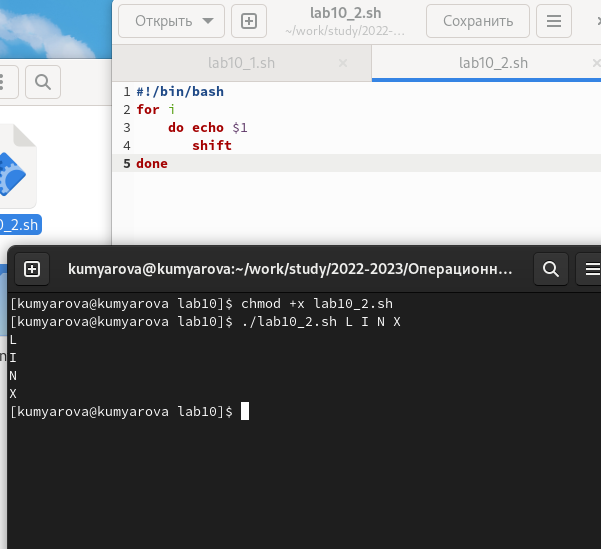 Открыть
lab10_2.sh
~/work/study/2022-...
Сохранить
lab10_1.sh
lab10_2.sh
1 #!/bin/bash
2 for i
3     do echo $1
4        shift
5 done
0_2.sh
kumyarova@kumyarova:~/work/study/2022-2023/Операционн...
[kumyarova@kumyarova lab10]$ chmod +x lab10_2.sh
[kumyarova@kumyarova lab10]$ ./lab10_2.sh L I N X
L
I
N
X
[kumyarova@kumyarova lab10]$